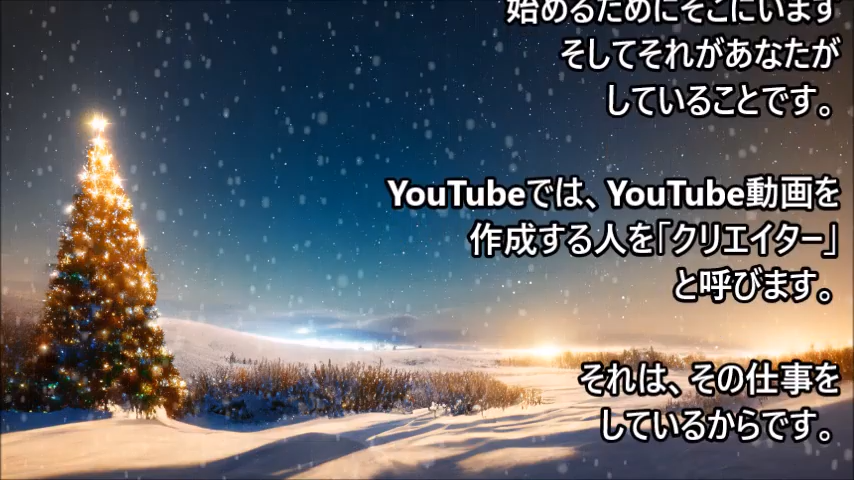 始めるためにそこにいます
そしてそれがあなたが
していることです。
YouTubeでは、YouTube動画を
作成する人を「クリエイター」
と呼びます。
それは、その仕事を
しているからです。